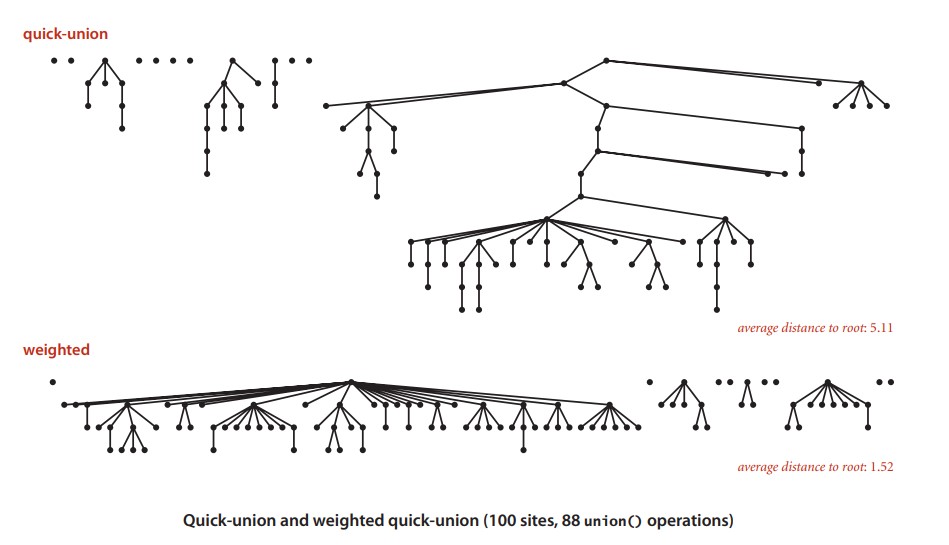 quick-union
average distance to root: 5.11
weighted
average distance to root: 1.52
Quick-union and weighted quick-union (100 sites, 88 union() operations)